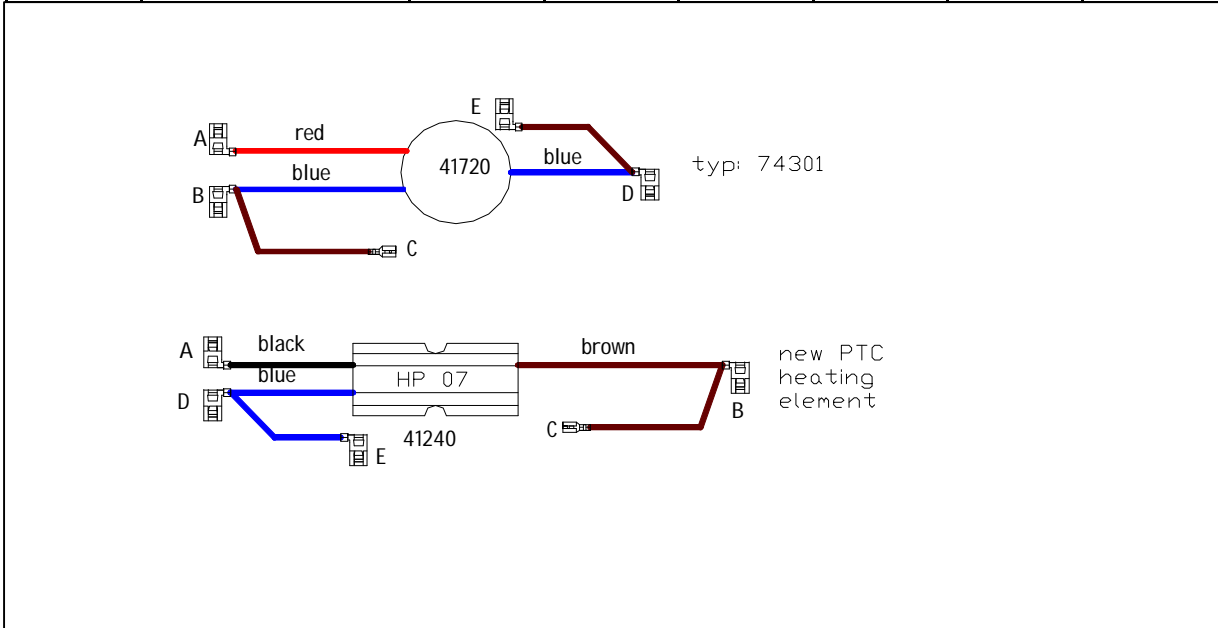 E
A
red
41720
blue
typ: 74301
blue
B
D
C
A
black
brown
new PTC
heating
element
blue
HP 07
D
B
C
41240
E